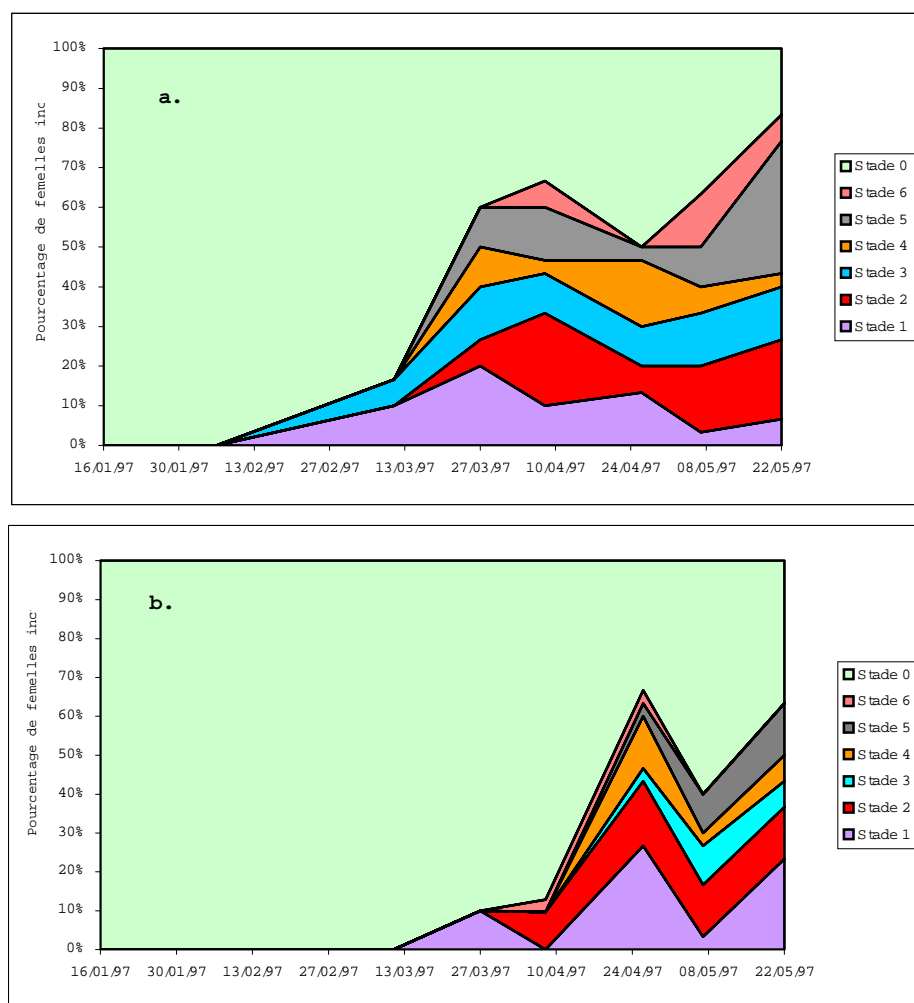 a.
Pourcentage de femelles inc
100%
90%
80%
70%
60%
50%
40%
30%
20%
10%
0%
16/01/97 30/01/97 13/02/97 27/02/97 13/03/97 27/03/97 10/04/97 24/04/97 08/05/97 22/05/97
Stade 0
Stade 6
Stade 5
Stade 4
Stade 3
Stade 2
Stade 1
b.
Pourcentage de femelles inc
100%
90%
80%
70%
60%
50%
40%
30%
20%
10%
0%
16/01/97 30/01/97 13/02/97 27/02/97 13/03/97 27/03/97 10/04/97 24/04/97 08/05/97 22/05/97
Stade 0
Stade 6
Stade 5
Stade 4
Stade 3
Stade 2
Stade 1